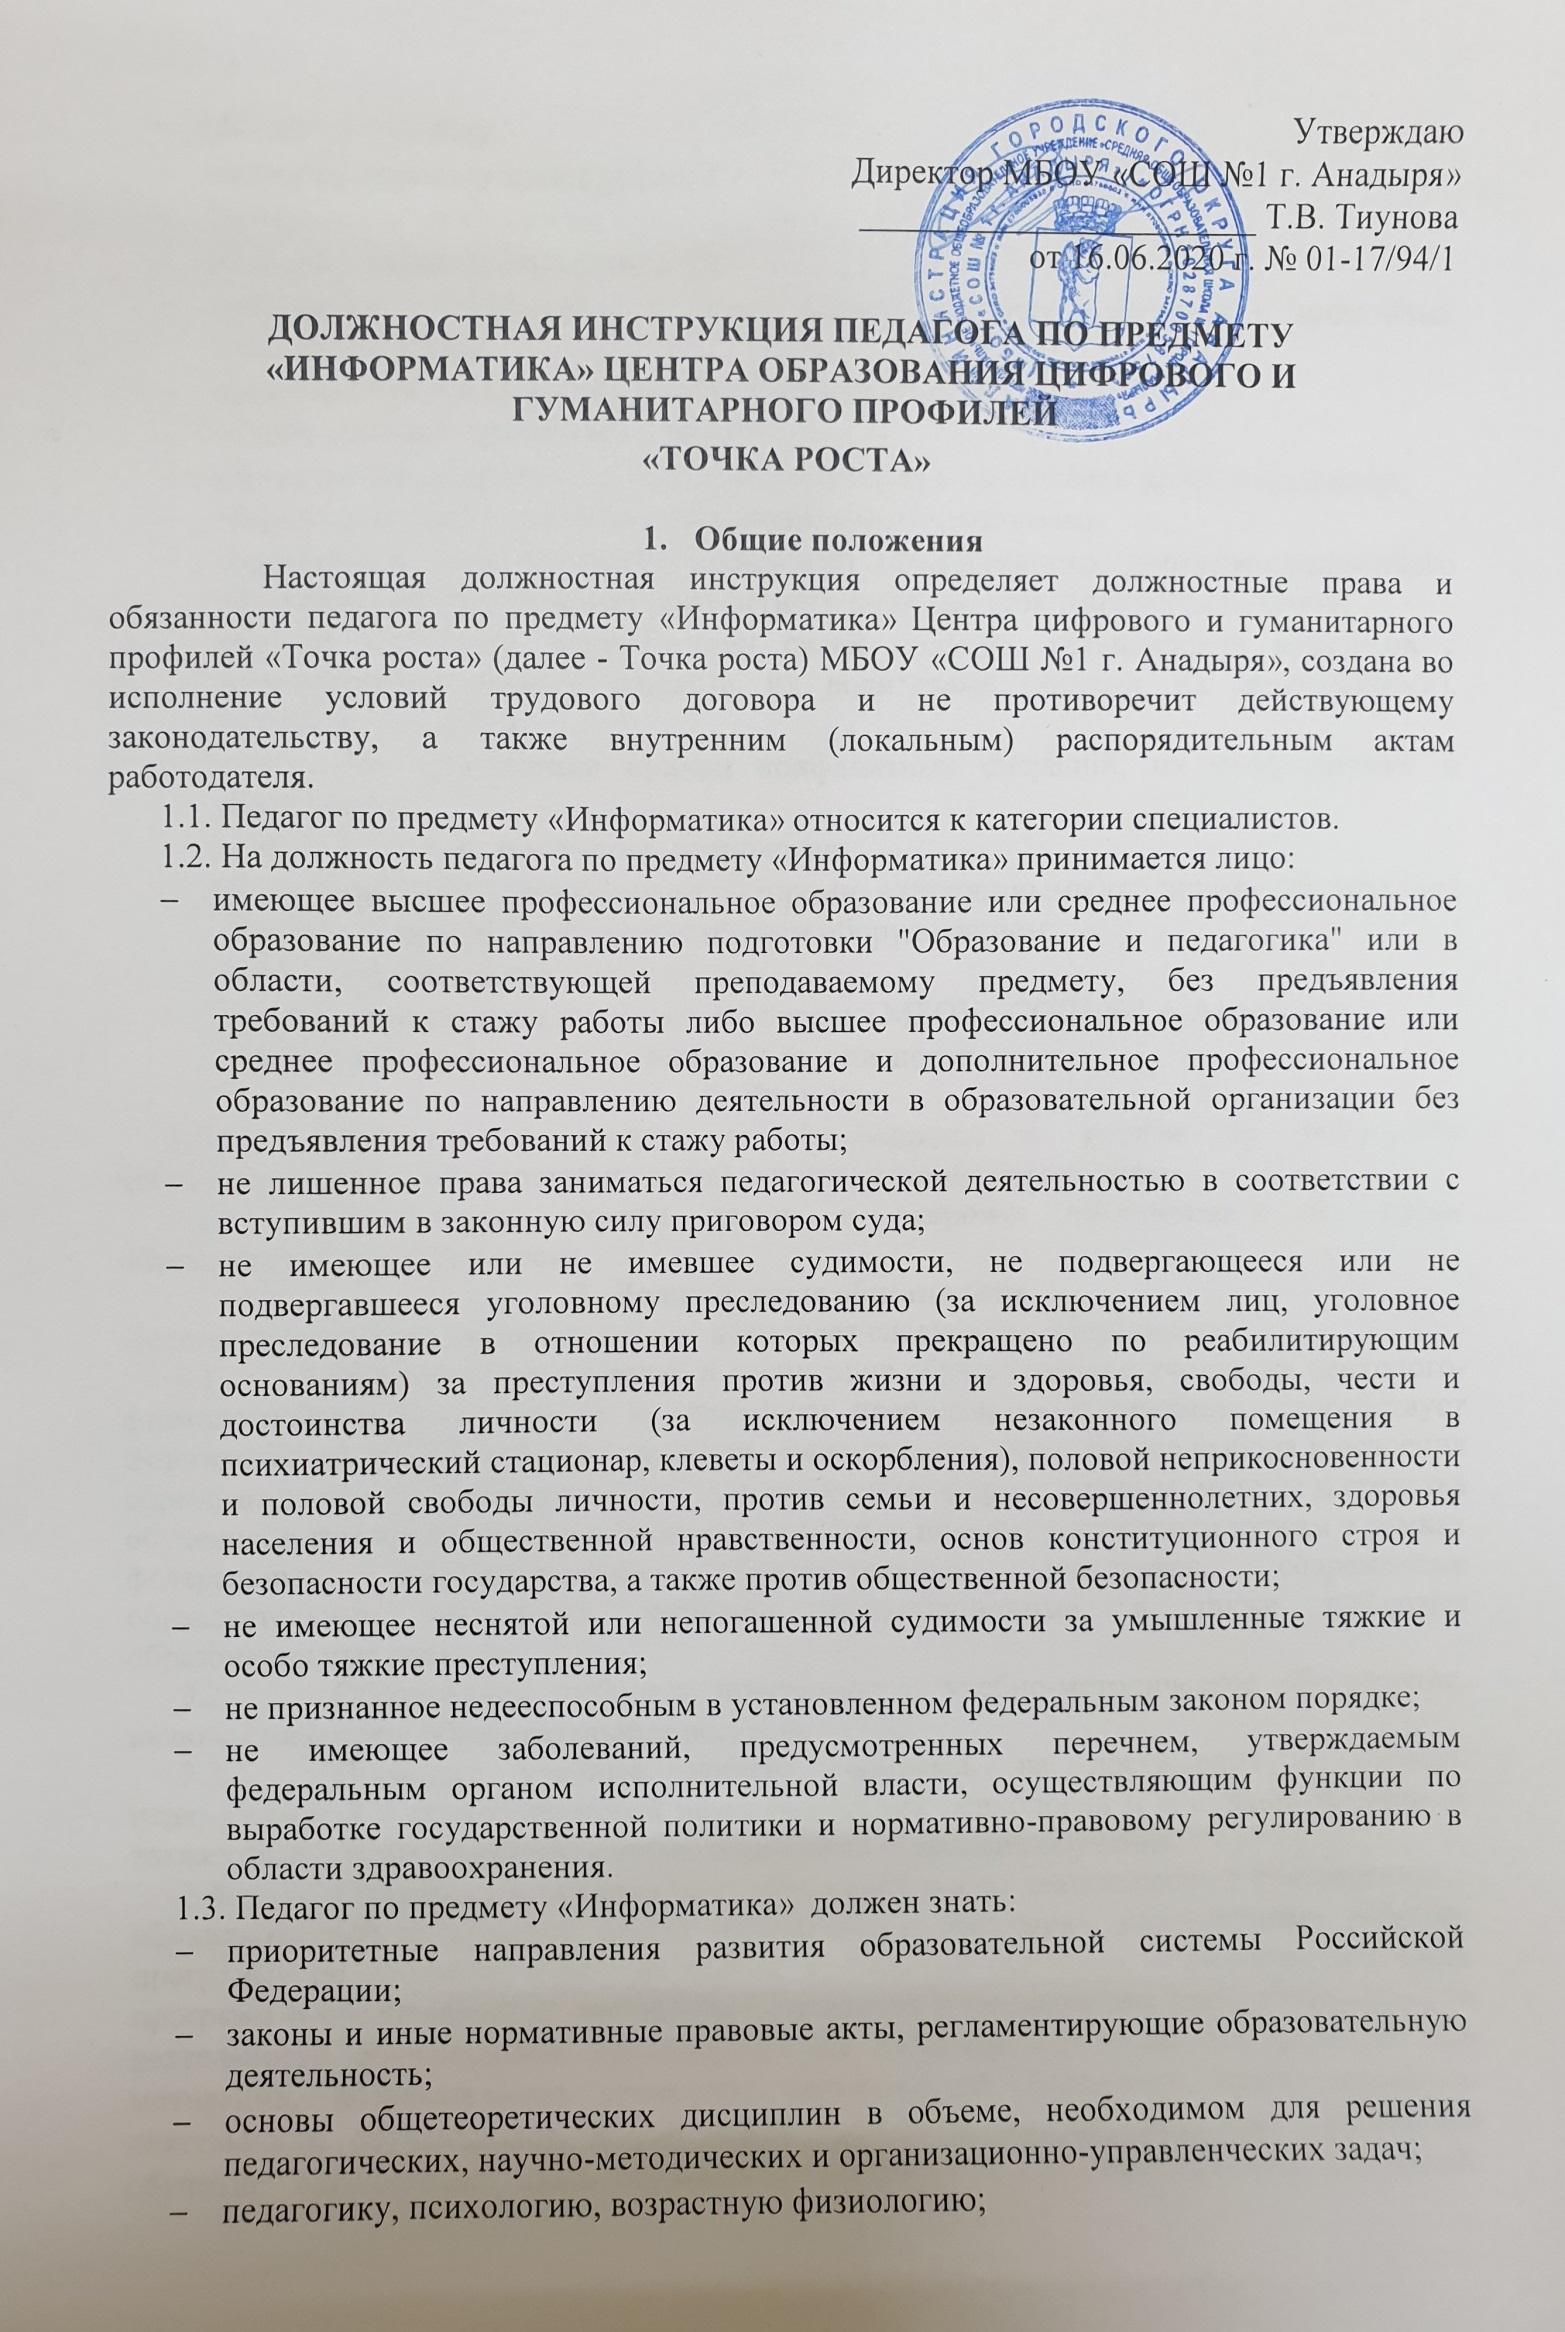 Утверждаю
Директор МБОУ «СОШ №1 г. Анадыря»
Т.В. Тиунова
от 16.06.2020 г. № 01-17/94/1
ДОЛЖНОСТНАЯ ИНСТРУКЦИЯ ПЕДАГОГА ПО ПРЕДМЕТУ
«ИНФОРМАТИКА» ЦЕНТРА ОБРАЗОВАНИЯ ЦИФРОВОГО И
ГУМАНИТАРНОГО ПРОФИЛЕЙ
«ТОЧКА РОСТА»
1. Общие положения
Настоящая должностная инструкция определяет должностные права и
обязанности педагога по предмету «Информатика» Центра цифрового и гуманитарного
профилей «Точка роста» (далее - Точка роста) МБОУ «СОШ №1 г. Анадыря», создана во
исполнение условий трудового договора и не противоречит действующему
законодательству, а также внутренним (локальным) распорядительным актам
работодателя.
1.1. Педагог по предмету «Информатика» относится к категории специалистов.
1.2. На должность педагога по предмету «Информатика» принимается лицо:
– имеющее высшее профессиональное образование или среднее профессиональное
образование по направлению подготовки "Образование и педагогика" или в
области, соответствующей преподаваемому предмету, без предъявления
требований к стажу работы либо высшее профессиональное образование или
среднее профессиональное образование и дополнительное профессиональное
образование по направлению деятельности в образовательной организации без
предъявления требований к стажу работы;
– не лишенное права заниматься педагогической деятельностью в соответствии с
вступившим в законную силу приговором суда;
– не имеющее или не имевшее судимости, не подвергающееся или не
подвергавшееся уголовному преследованию (за исключением лиц, уголовное
преследование в отношении которых прекращено по реабилитирующим
основаниям) за преступления против жизни и здоровья, свободы, чести и
достоинства личности (за исключением незаконного помещения в
психиатрический стационар, клеветы и оскорбления), половой неприкосновенности
и половой свободы личности, против семьи и несовершеннолетних, здоровья
населения и общественной нравственности, основ конституционного строя и
безопасности государства, а также против общественной безопасности;
– не имеющее неснятой или непогашенной судимости за умышленные тяжкие и
особо тяжкие преступления;
– не признанное недееспособным в установленном федеральным законом порядке;
– не имеющее заболеваний, предусмотренных перечнем, утверждаемым
федеральным органом исполнительной власти, осуществляющим функции по
выработке государственной политики и нормативно-правовому регулированию в
области здравоохранения.
1.3. Педагог по предмету «Информатика» должен знать:
– приоритетные направления развития образовательной системы Российской
Федерации;
– законы и иные нормативные правовые акты, регламентирующие образовательную
деятельность;
– основы общетеоретических дисциплин в объеме, необходимом для решения
педагогических, научно-методических и организационно-управленческих задач;
– педагогику, психологию, возрастную физиологию;